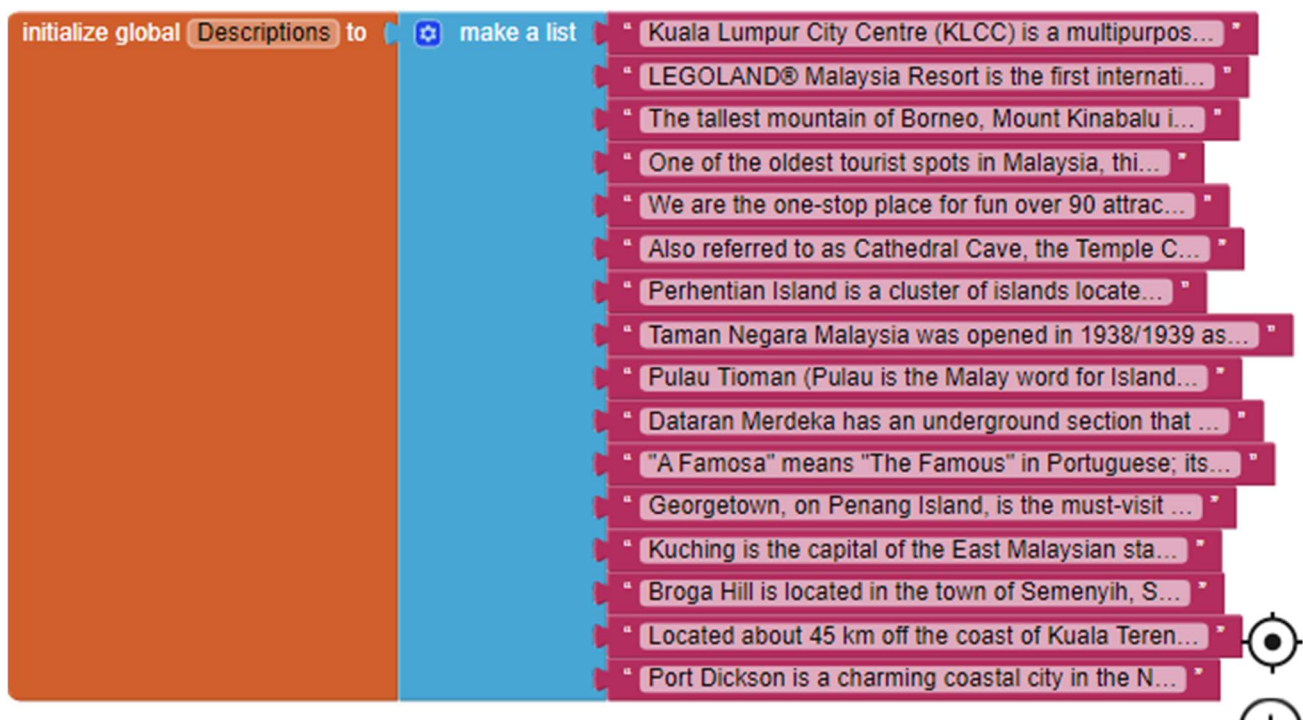 initialize global Descriptions to make a list " Kuala Lumpur City Centre (KLCC) is a multipurpos... "
" LEGOLAND® Malaysia Resort is the first internati... "
" The tallest mountain of Borneo, Mount Kinabalu i... "
" One of the oldest tourist spots in Malaysia, thi... "
" We are the one-stop place for fun over 90 attrac... "
" Also referred to as Cathedral Cave, the Temple C... "
" Perhentian Island is a cluster of islands locate... "
" Taman Negara Malaysia was opened in 1938/1939 as... "
" Pulau Tioman (Pulau is the Malay word for Island... "
" Dataran Merdeka has an underground section that ... "
" "A Famosa" means "The Famous" in Portuguese; its... "
" Georgetown, on Penang Island, is the must-visit ... "
" Kuching is the capital of the East Malaysian sta... "
" Broga Hill is located in the town of Semenyih, S... "
" Located about 45 km off the coast of Kuala Teren... "
" Port Dickson is a charming coastal city in the N... "